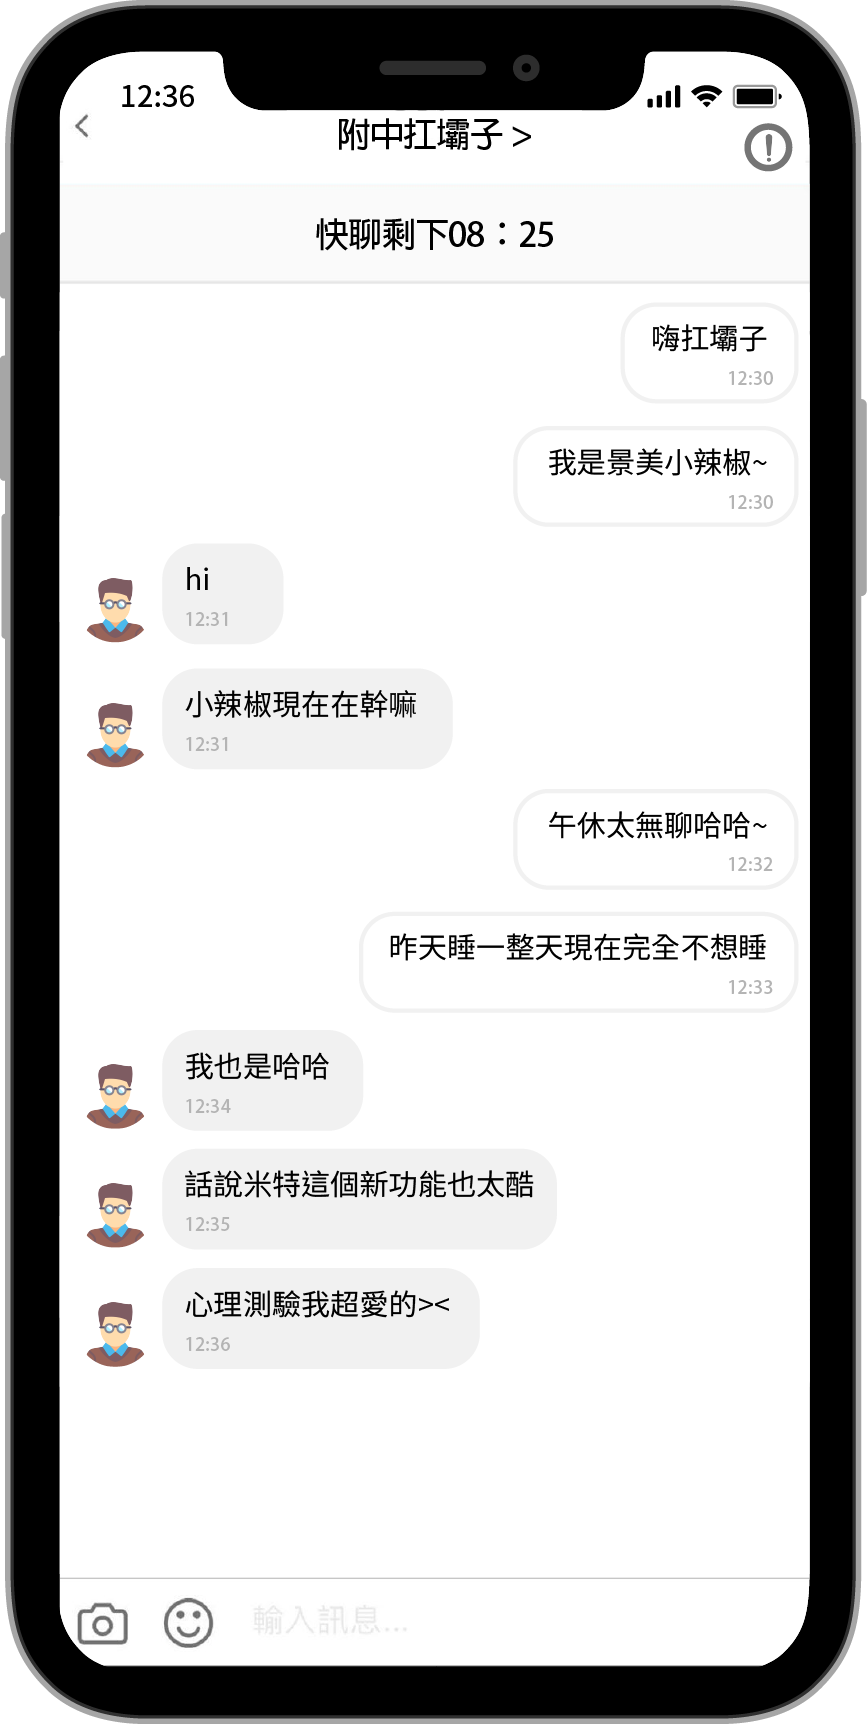 12:36
附中扛壩子 >
快聊剩下08：25
嗨扛壩子
12:30
我是景美小辣椒~
12:30
hi
12:31
小辣椒現在在幹嘛
12:31
午休太無聊哈哈~
12:32
昨天睡一整天現在完全不想睡
12:33
我也是哈哈
12:34
話說米特這個新功能也太酷
12:35
心理測驗我超愛的><
12:36
輸入訊息...